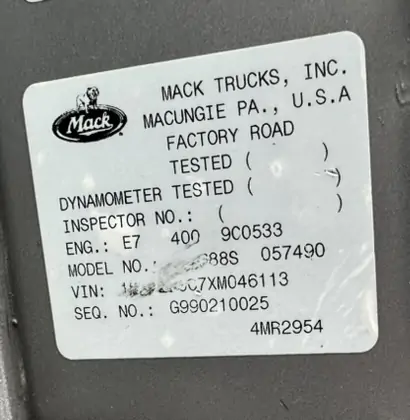 Mack
MACK TRUCKS, INC.
MACUNGIE PA., U.S.A
FACTORY ROAD
TESTED ( )
DYNAMOMETER TESTED ( )
INSPECTOR NO.: ( )
ENG.: E7 400 9C0533
MODEL NO.: 057490
VIN:
SEQ. NO.: G990210025
4MR2954